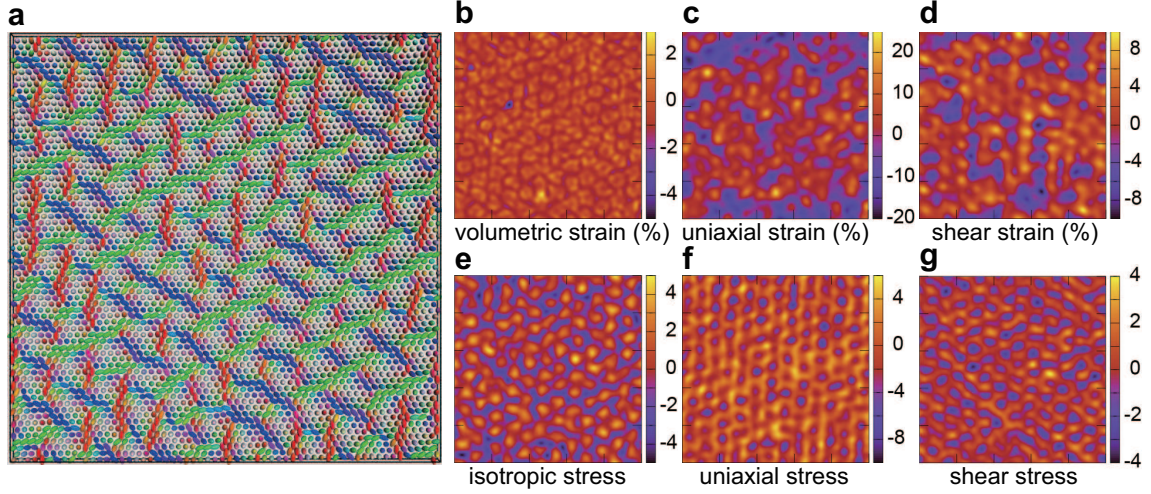 a
b
c
d
2
0
-2
-4
20
10
0
-10
-20
8
4
0
-4
-8
volumetric strain (%)
uniaxial strain (%)
shear strain (%)
e
f
g
4
2
0
-2
-4
4
0
-4
-8
4
2
0
-2
-4
isotropic stress
uniaxial stress
shear stress